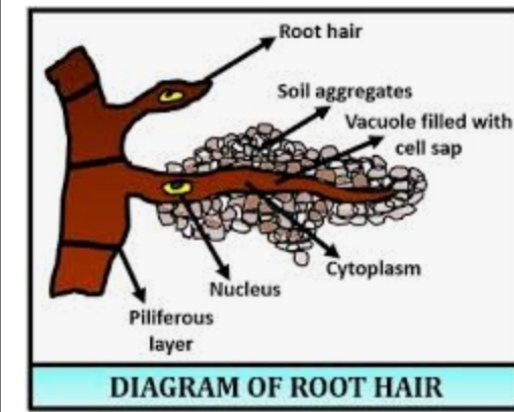 Root hair
Soil aggregates
Vacuole filled with
cell sap
Cytoplasm
Nucleus
Piliferous
layer
DIAGRAM OF ROOT HAIR